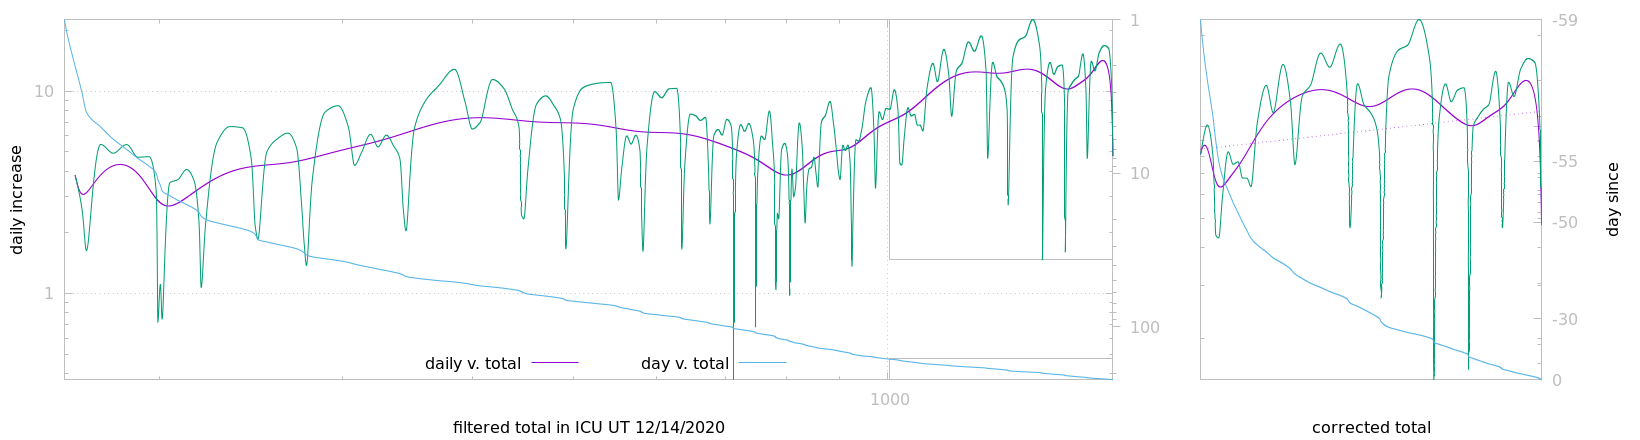 1
-59
10
daily increase
10
-55
-50
day since
1
100
-30
daily v. total
day v. total
0
1000
filtered total in ICU UT 12/14/2020
corrected total